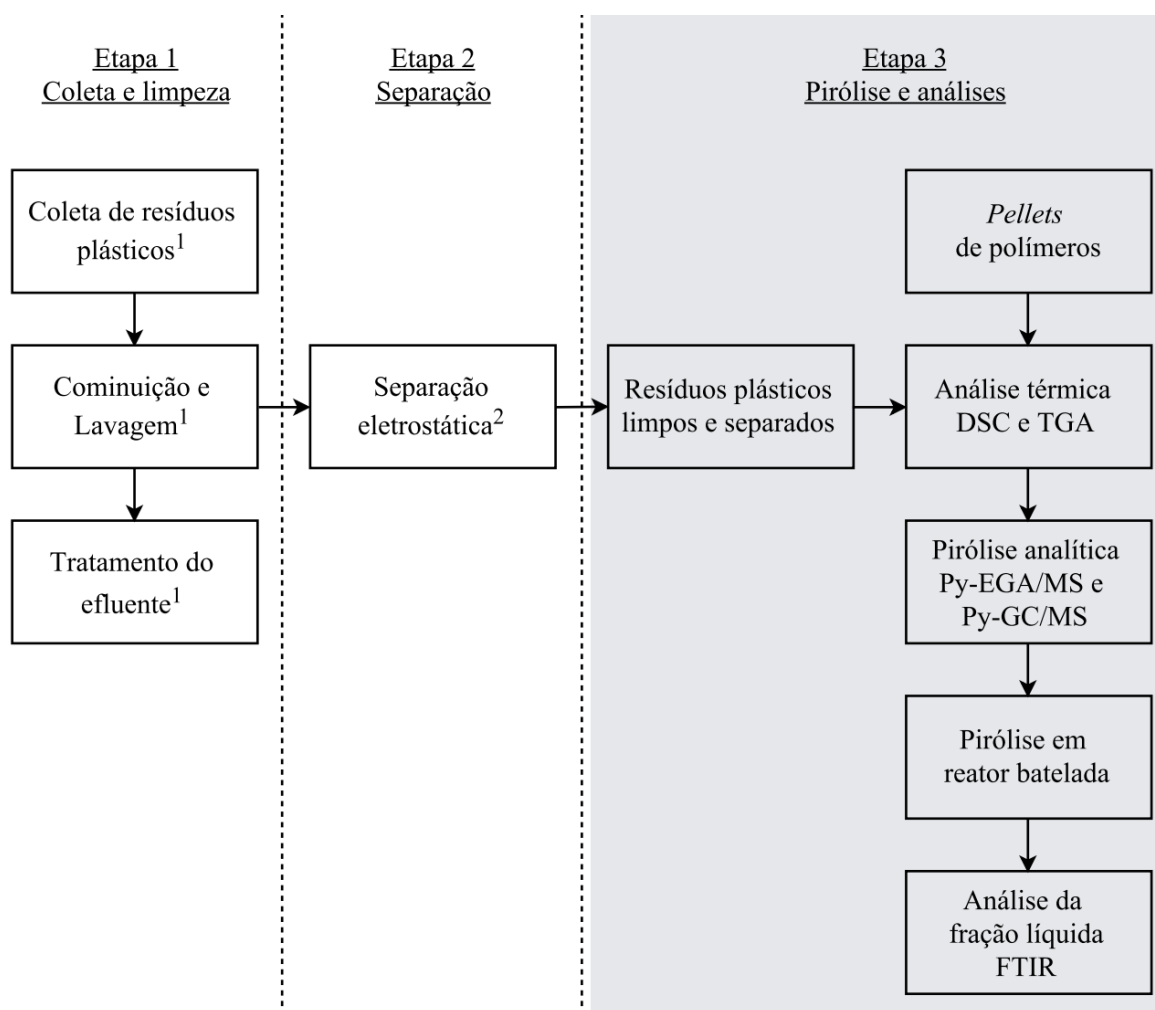 Etapa 1
Coleta e limpeza
Etapa 2
Separação
Etapa 3
Pirólise e análises
Coleta de resíduos
plásticos¹
Cominuição e
Lavagem¹
Tratamento do
efluente¹
Separação
eletrostática²
Resíduos plásticos
limpos e separados
Pellets
de polímeros
Análise térmica
DSC e TGA
Pirólise analítica
Py-EGA/MS e
Py-GC/MS
Pirólise em
reator batelada
Análise da
fração líquida
FTIR